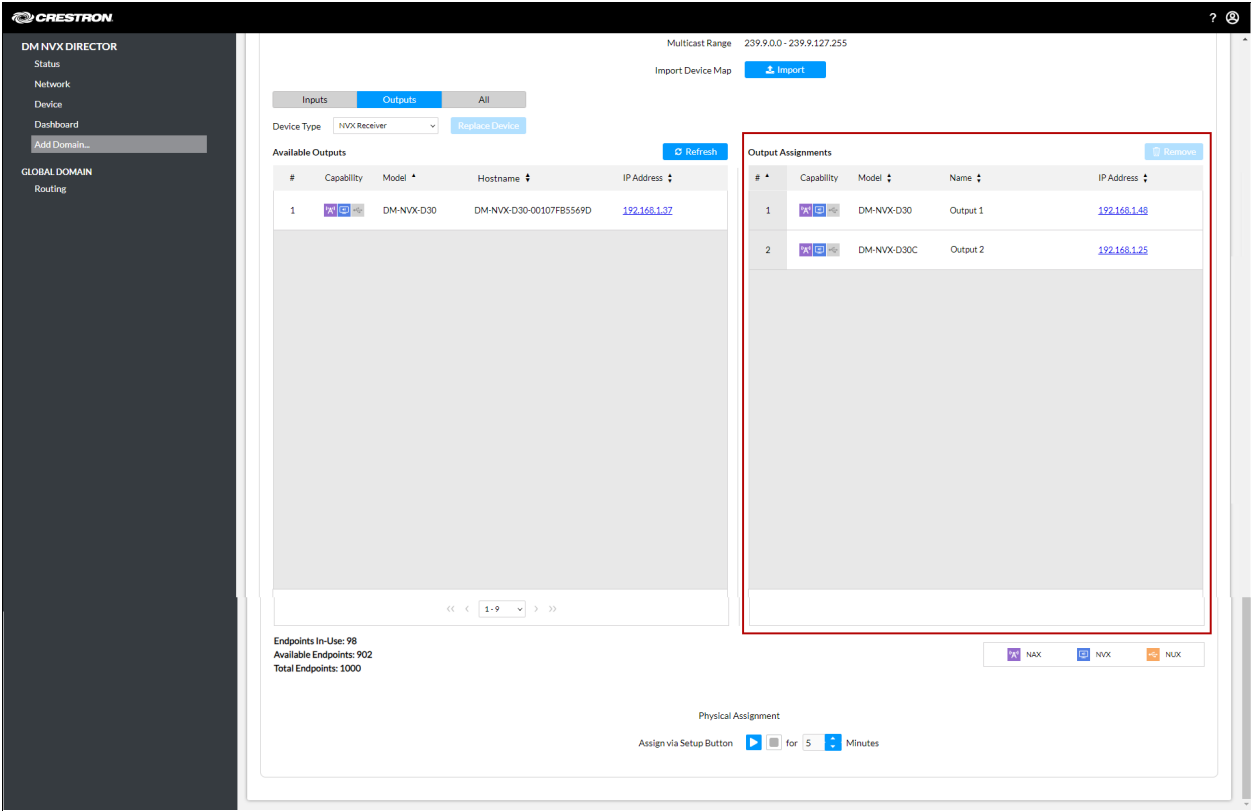 CRESTRON
?
DM NVX DIRECTOR
Status
Network
Device
Dashboard
Add Domain...
GLOBAL DOMAIN
Routing
Multicast Range 239.9.0.0 - 239.9.127.255
Import Device Map Import
Inputs Outputs All
Device Type NVX Receiver Replace Device
Available Outputs Refresh
# Capability Model Hostname IP Address
1 DM-NVX-D30 DM-NVX-D30-00107FB5569D 192.168.1.37
<< < 1 - 9 > >>
Output Assignments Remove
# Capability Model Name IP Address
1 DM-NVX-D30 Output 1 192.168.1.48
2 DM-NVX-D30C Output 2 192.168.1.25
Endpoints In-Use: 98
Available Endpoints: 902
Total Endpoints: 1000
NAX NVX NUX
Physical Assignment
Assign via Setup Button for 5 Minutes